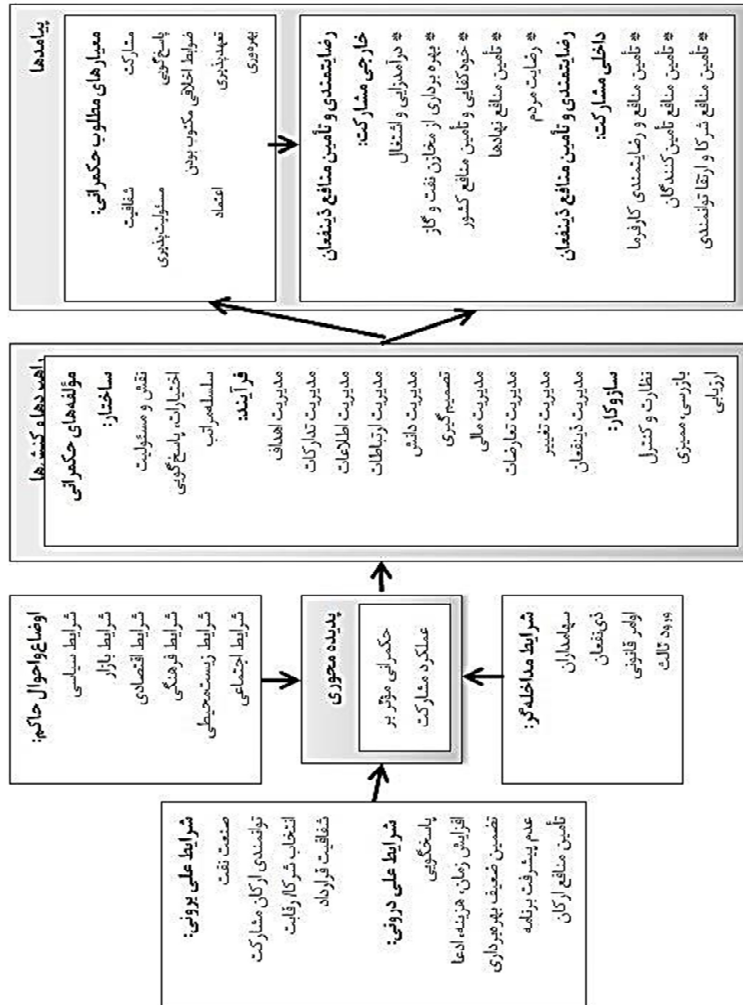 شرایط علی برونی:
صنعت نفت
توانمندی ارکان مشارکت
انتخاب شرکا/ رقابت
شفافیت قرارداد
شرایط علی درونی:
پاسخگویی
افزایش زمان، هزینه، ادعا
تضمین ضعیف بهره‌برداری
عدم پیشرفت برنامه
تأمین منافع ارکان
اوضاع‌واحوال حاکم:
شرایط سیاسی
شرایط بازار
شرایط اقتصادی
شرایط فرهنگی
شرایط زیست‌محیطی
شرایط اجتماعی
پدیده محوری
حکمرانی مؤثر بر
عملکرد مشارکت
شرایط مداخله‌گر:
سهامداران
ذی‌نفعان
اوامر قانونی
ورود ثالث
راهبردها و کنش‌ها
مؤلفه‌های حکمرانی
ساختار:
نقش و مسئولیت
اختیارات، پاسخ‌گویی
سلسله‌مراتب
فرآیند:
مدیریت اهداف
مدیریت تدارکات
مدیریت اطلاعات
مدیریت ارتباطات
مدیریت دانش
تصمیم‌گیری
مدیریت مالی
مدیریت تعارضات
مدیریت تغییر
مدیریت ذینفعان
سازوکار:
نظارت و کنترل
بازرسی، ممیزی
ارزیابی
پیامدها
معیارهای مطلوب حکمرانی:
شفافیت مشارکت
مسئولیت‌پذیری پاسخ‌گویی
ضوابط اخلاقی مکتوب بودن
اعتماد تعهدپذیری
بهره‌وری
رضایتمندی و تأمین منافع ذینفعان
خارجی مشارکت:
* درآمدزایی و اشتغال
* بهره برداری از مخازن نفت و گاز
* خودکفایی و تأمین منافع کشور
* تأمین منافع نهادها
* رضایت مردم
رضایتمندی و تأمین منافع ذینفعان
داخلی مشارکت:
* تأمین منافع و رضایتمندی کارفرما
* تأمین منافع تأمین‌کنندگان
* تأمین منافع شرکا و ارتقا توانمندی